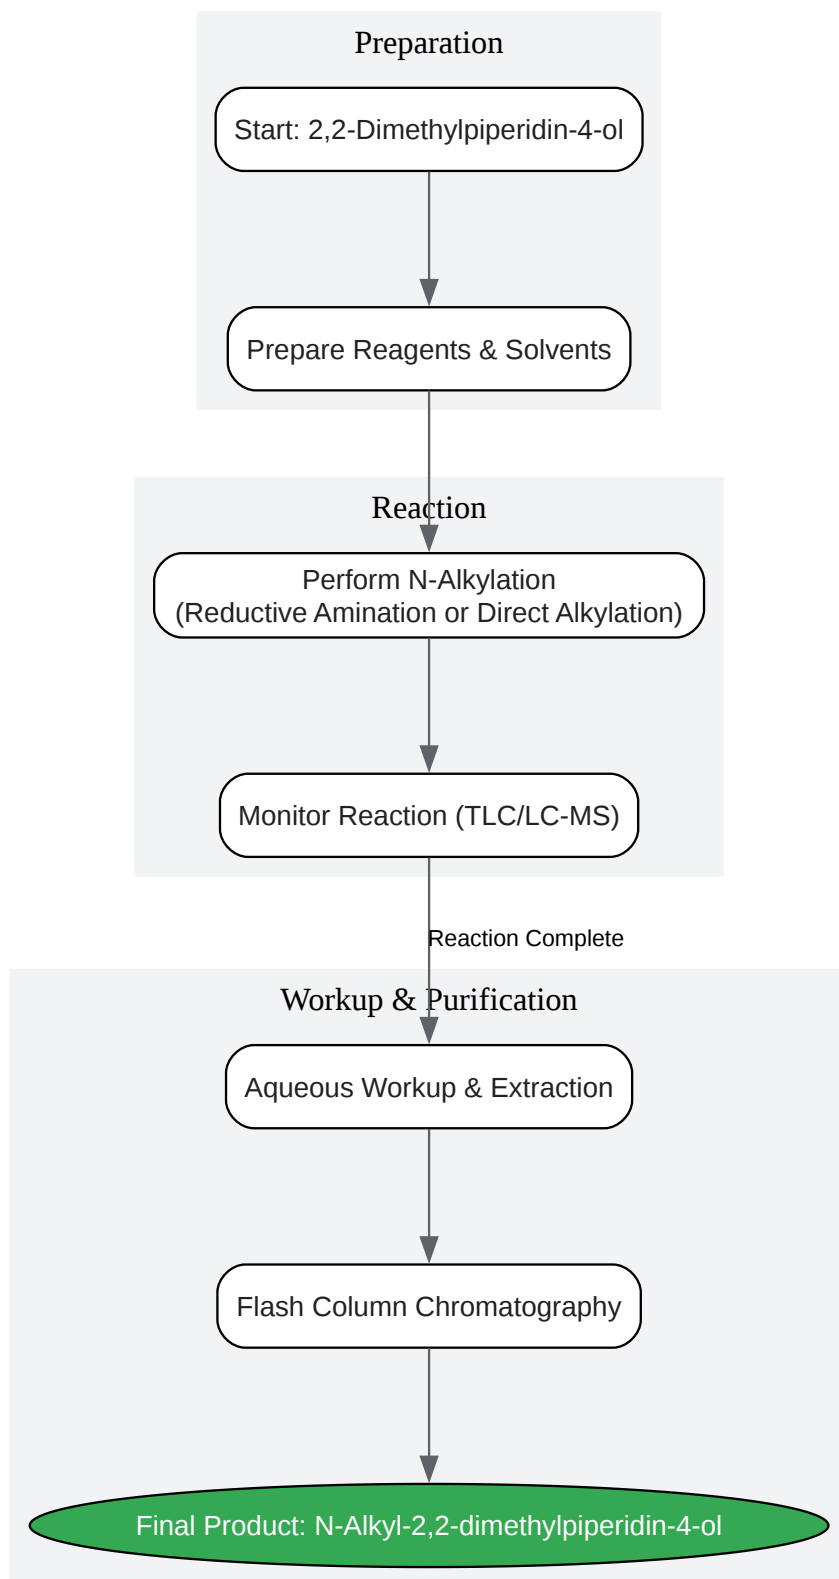 Preparation
Start: 2,2-Dimethylpiperidin-4-ol
Prepare Reagents & Solvents
Reaction
Perform N-Alkylation
(Reductive Amination or Direct Alkylation)
Monitor Reaction (TLC/LC-MS)
Reaction Complete
Workup & Purification
Aqueous Workup & Extraction
Flash Column Chromatography
Final Product: N-Alkyl-2,2-dimethylpiperidin-4-ol